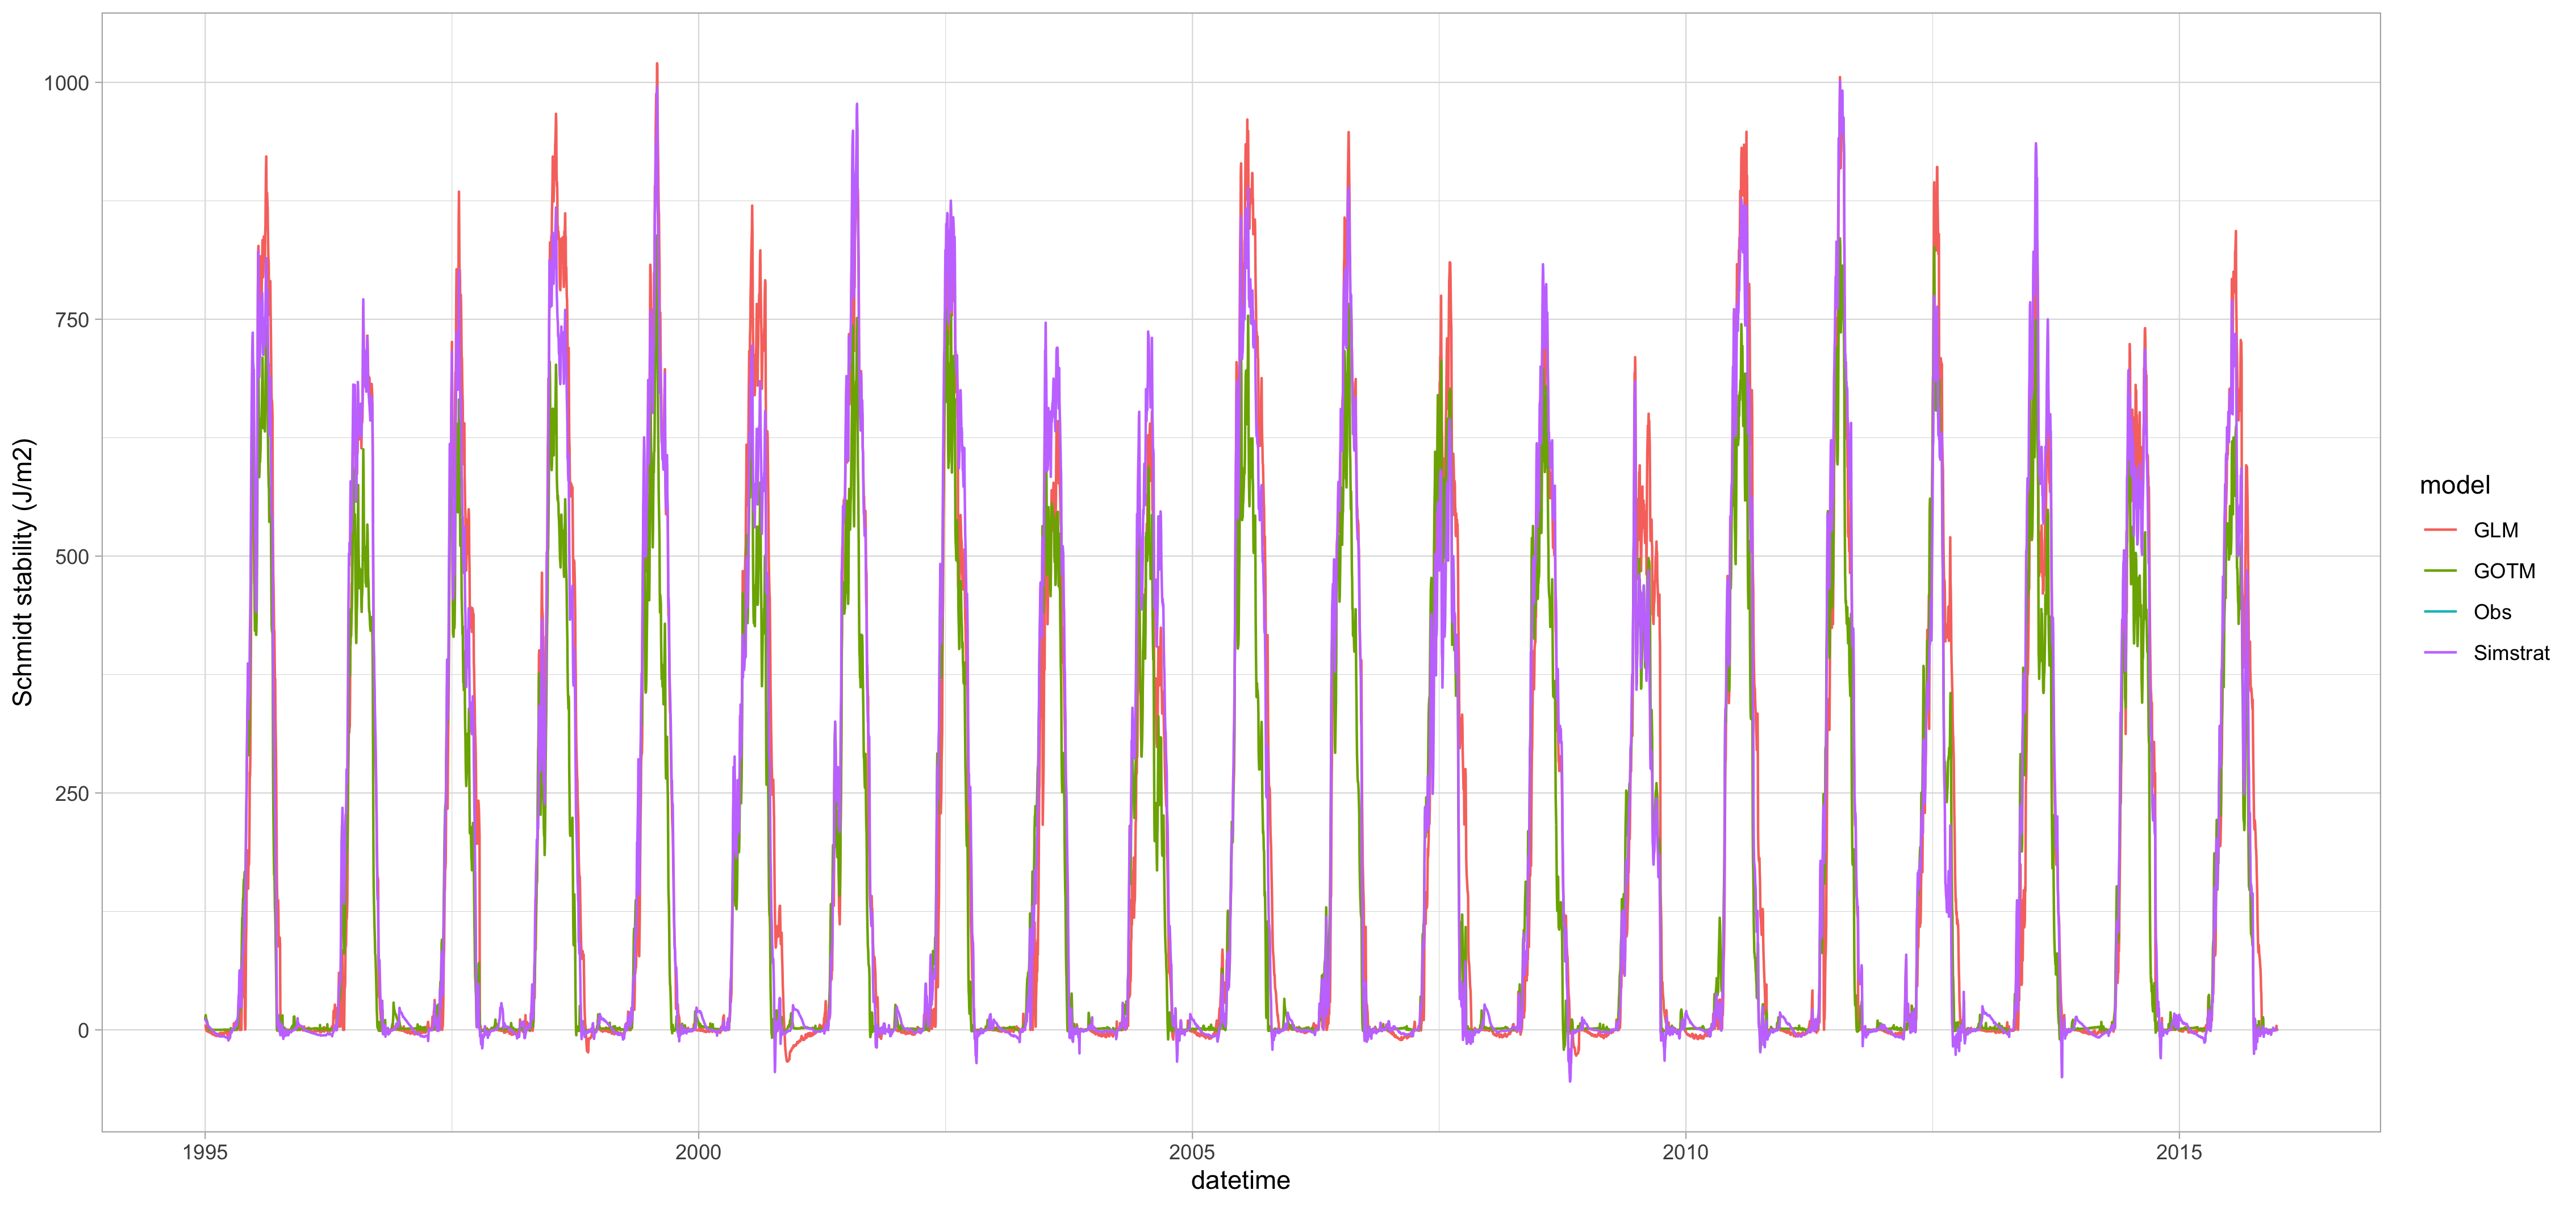 Schmidt stability (J/m2)
1000
750
500
250
0
1995
2000
2005
2010
2015
datetime
model
GLM
GOTM
Obs
Simstrat